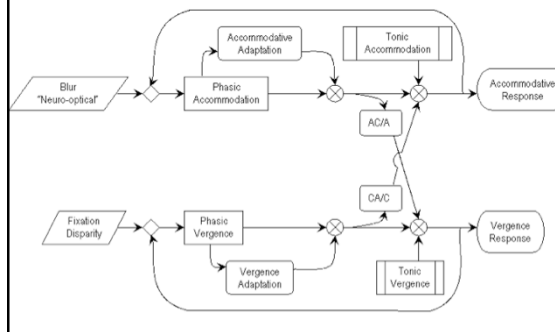 Accommodative
Adaptation
Tonic
Accommodation
Blur
"Neuro-optical"
Phasic
Accommodation
Accommodative
Response
AC/A
CA/C
Fixation
Disparity
Phasic
Vergence
Vergence
Response
Vergence
Adaptation
Tonic
Vergence